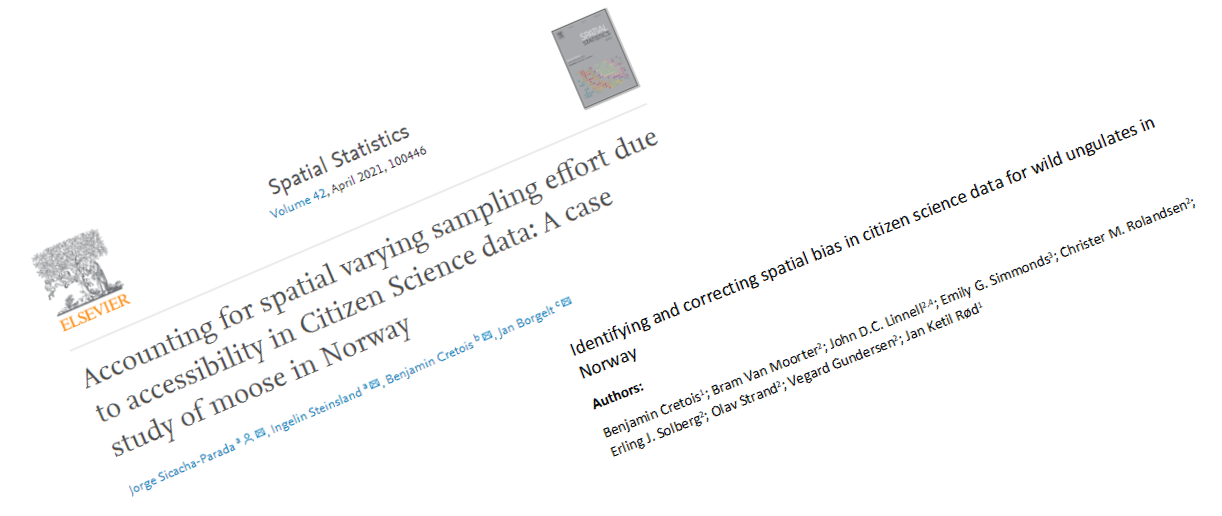 SPATIAL STATISTICS
Spatial Statistics
Volume 42, April 2021, 100446
ELSEVIER
Accounting for spatial varying sampling effort due
to accessibility in Citizen Science data: A case
study of moose in Norway
Jorge Sicacha-Parada a, Ingelin Steinsland a, Benjamin Cretois b, Jan Borgelt c
Identifying and correcting spatial bias in citizen science data for wild ungulates in
Norway
Authors:
Benjamin Cretois¹; Bram Van Moorter²; John D.C. Linnell²,⁴; Emily G. Simmonds³; Christer M. Rolandsen²;
Erling J. Solberg²; Olav Strand²; Vegard Gundersen²; Jan Ketil Rød¹